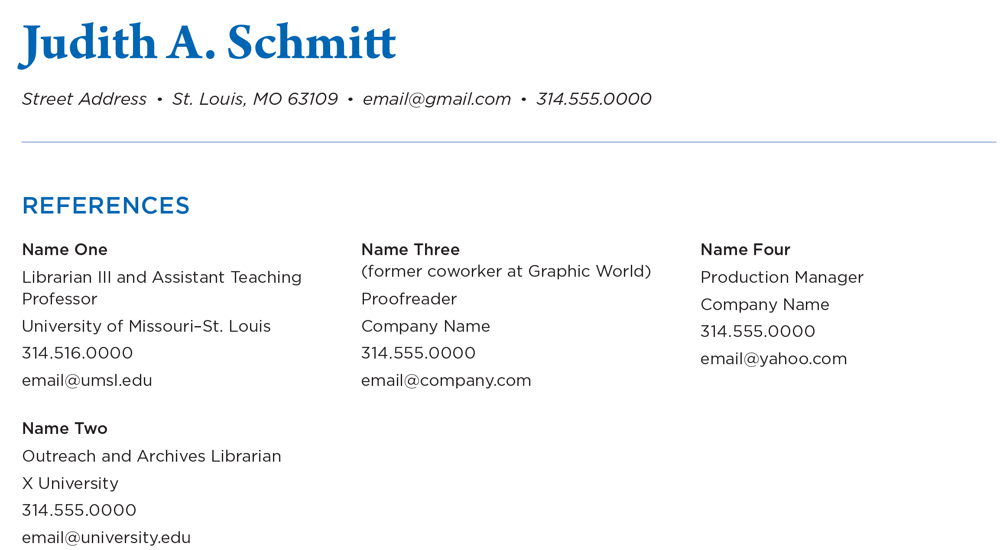 Judith A. Schmitt
Street Address • St. Louis, MO 63109 • email@gmail.com • 314.555.0000
REFERENCES
Name One
Librarian III and Assistant Teaching
Professor
University of Missouri–St. Louis
314.516.0000
email@umsl.edu
Name Two
Outreach and Archives Librarian
X University
314.555.0000
email@university.edu
Name Three
(former coworker at Graphic World)
Proofreader
Company Name
314.555.0000
email@company.com
Name Four
Production Manager
Company Name
314.555.0000
email@yahoo.com